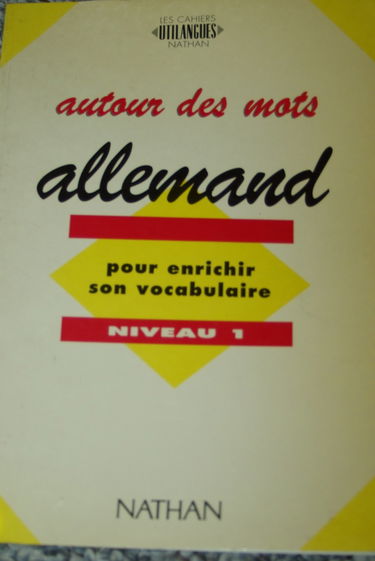 LES CAHIERS
UTILANGUES
NATHAN
autour des mots
allemand
pour enrichir
son vocabulaire
NIVEAU 1
NATHAN